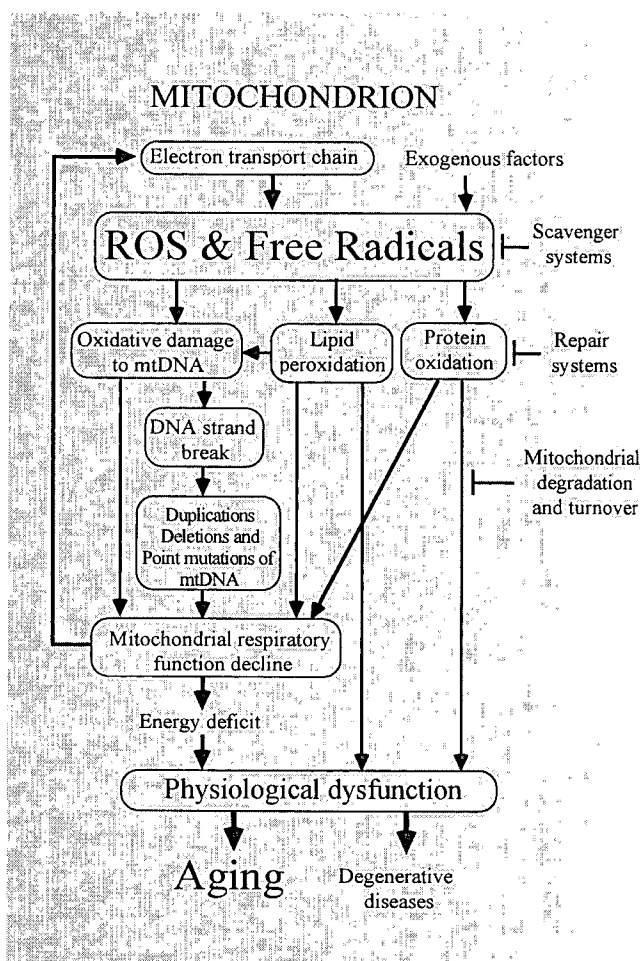 MITOCHONDRION
Electron transport chain
Exogenous factors
ROS & Free Radicals
Scavenger
systems
Oxidative damage
to mtDNA
Lipid
peroxidation
Protein
oxidation
Repair
systems
DNA strand
break
Mitochondrial
degradation
and turnover
Duplications
Deletions and
Point mutations of
mtDNA
Mitochondrial respiratory
function decline
Energy deficit
Physiological dysfunction
Aging
Degenerative
diseases